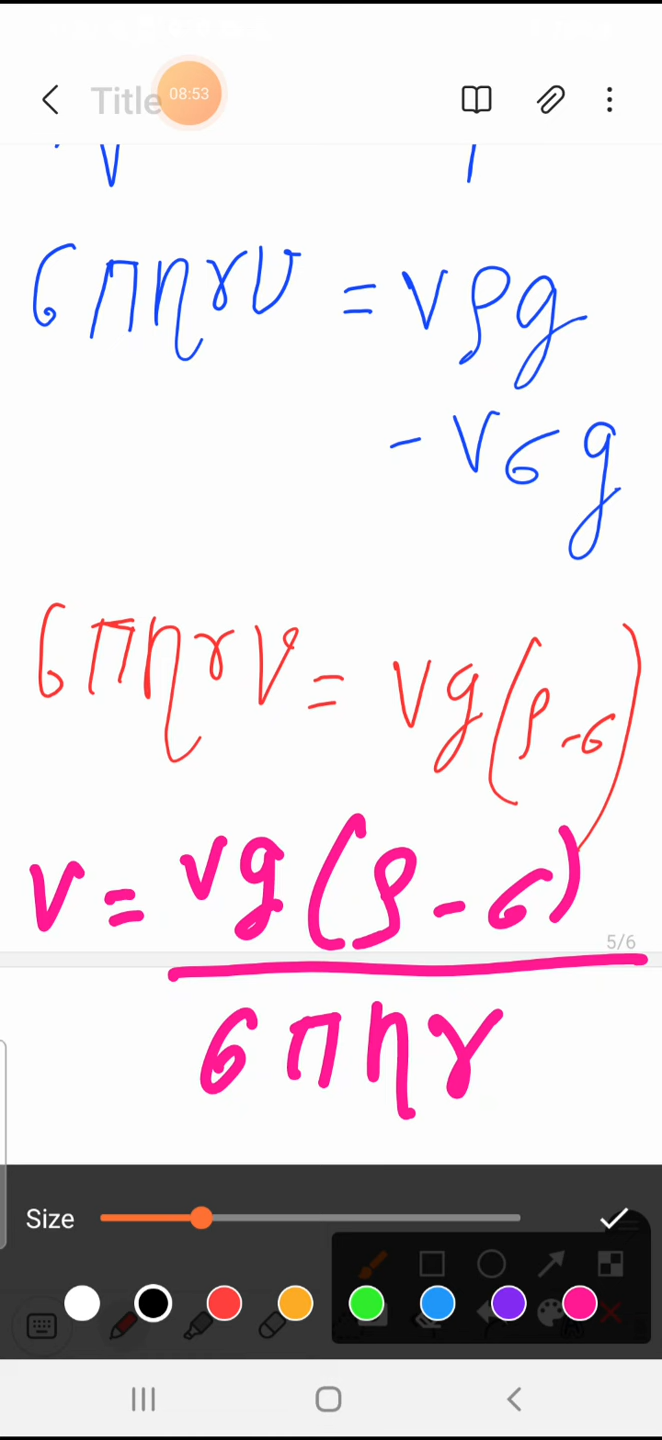 Title
08:53
6πηrv = vρg
- vσg
6πηrv = vg(ρ-σ)
v = vg(ρ-σ)
5/6
6πηr
Size